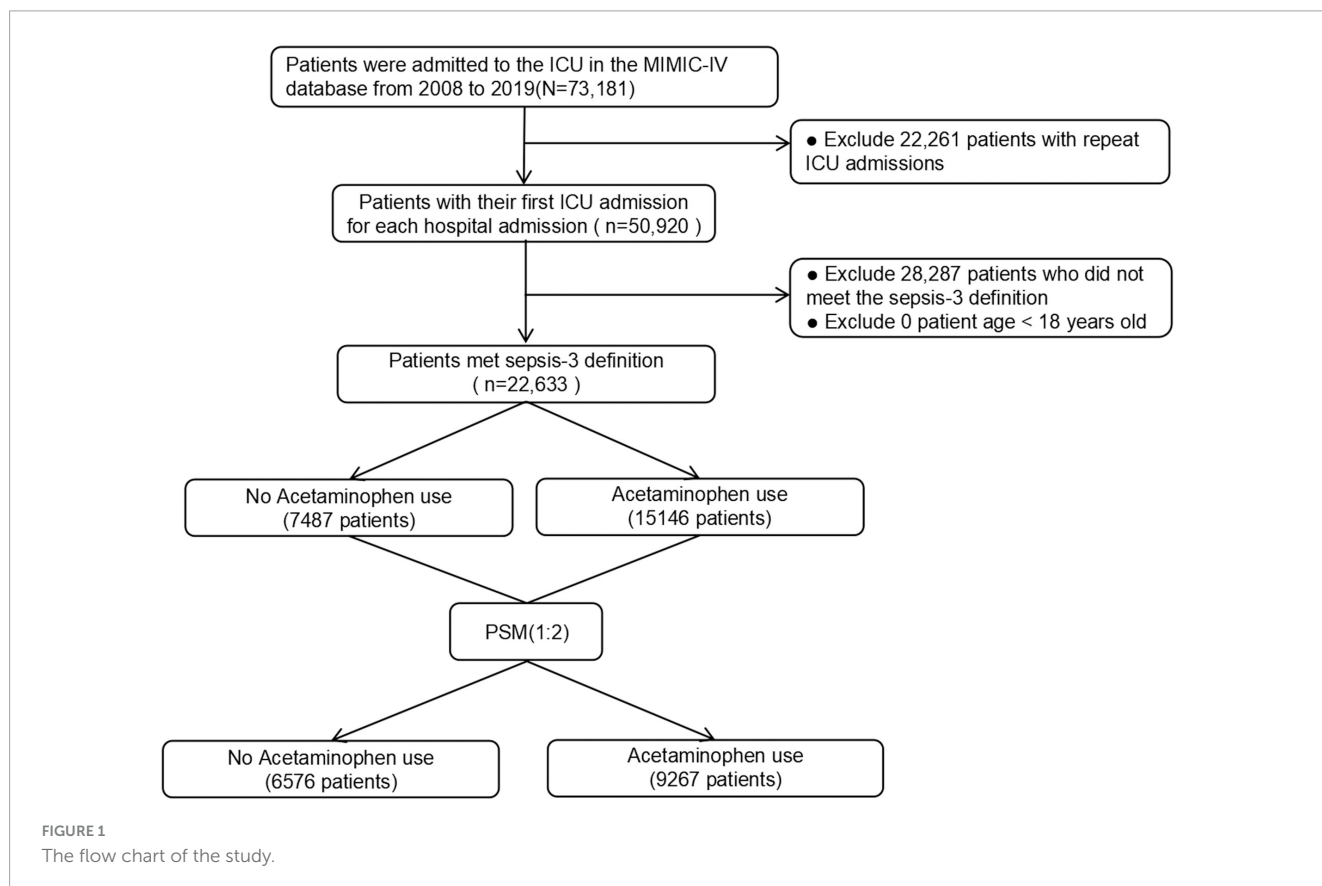 Patients were admitted to the ICU in the MIMIC-IV
database from 2008 to 2019(N=73,181)
● Exclude 22,261 patients with repeat
ICU admissions
Patients with their first ICU admission
for each hospital admission ( n=50,920 )
● Exclude 28,287 patients who did not
meet the sepsis-3 definition
● Exclude 0 patient age < 18 years old
Patients met sepsis-3 definition
( n=22,633 )
No Acetaminophen use
(7487 patients)
Acetaminophen use
(15146 patients)
PSM(1:2)
No Acetaminophen use
(6576 patients)
Acetaminophen use
(9267 patients)
FIGURE 1
The flow chart of the study.